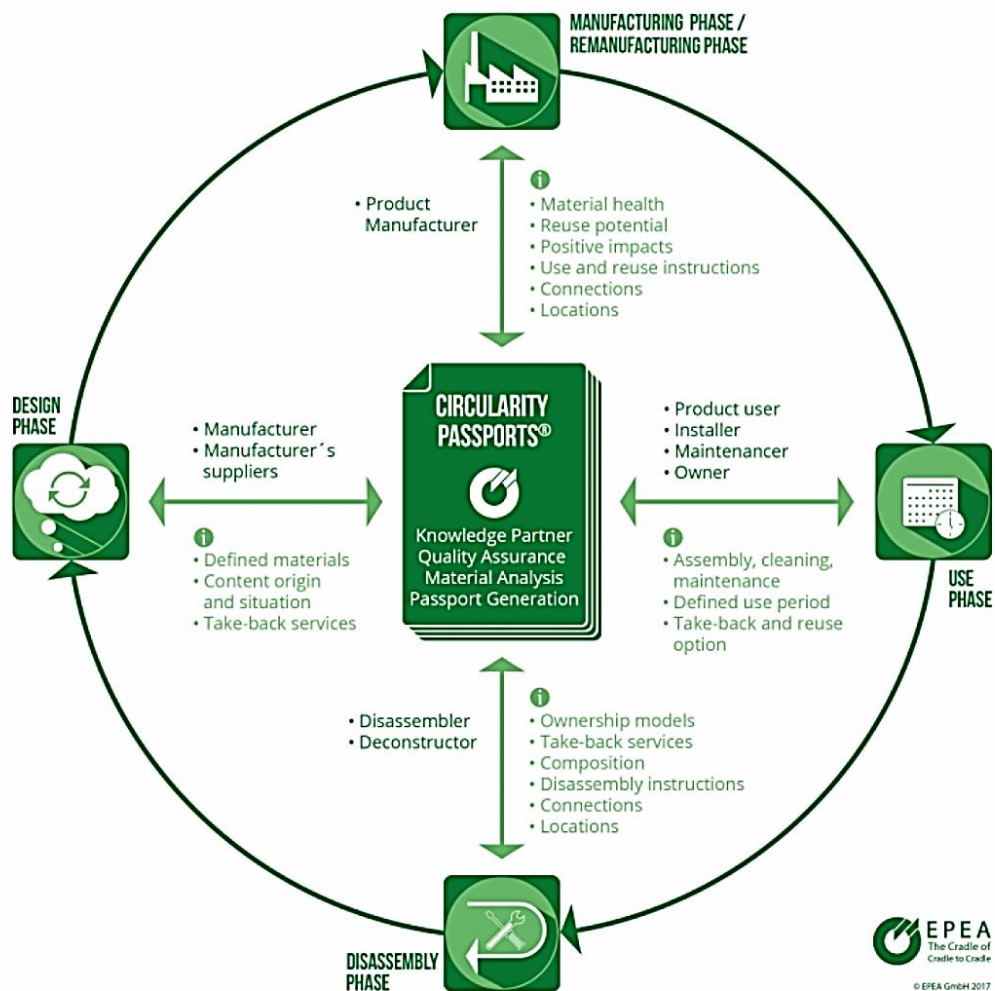 MANUFACTURING PHASE /
REMANUFACTURING PHASE
• Product
Manufacturer
i
• Material health
• Reuse potential
• Positive impacts
• Use and reuse instructions
• Connections
• Locations
DESIGN
PHASE
• Manufacturer
• Manufacturer´s
suppliers
i
• Defined materials
• Content origin
and situation
• Take-back services
CIRCULARITY
PASSPORTS®
Knowledge Partner
Quality Assurance
Material Analysis
Passport Generation
• Product user
• Installer
• Maintenancer
• Owner
i
• Assembly, cleaning,
maintenance
• Defined use period
• Take-back and reuse
option
USE
PHASE
• Disassembler
• Deconstructor
i
• Ownership models
• Take-back services
• Composition
• Disassembly instructions
• Connections
• Locations
DISASSEMBLY
PHASE
EPEA
The Cradle of
Cradle to Cradle
© EPEA GmbH 2017